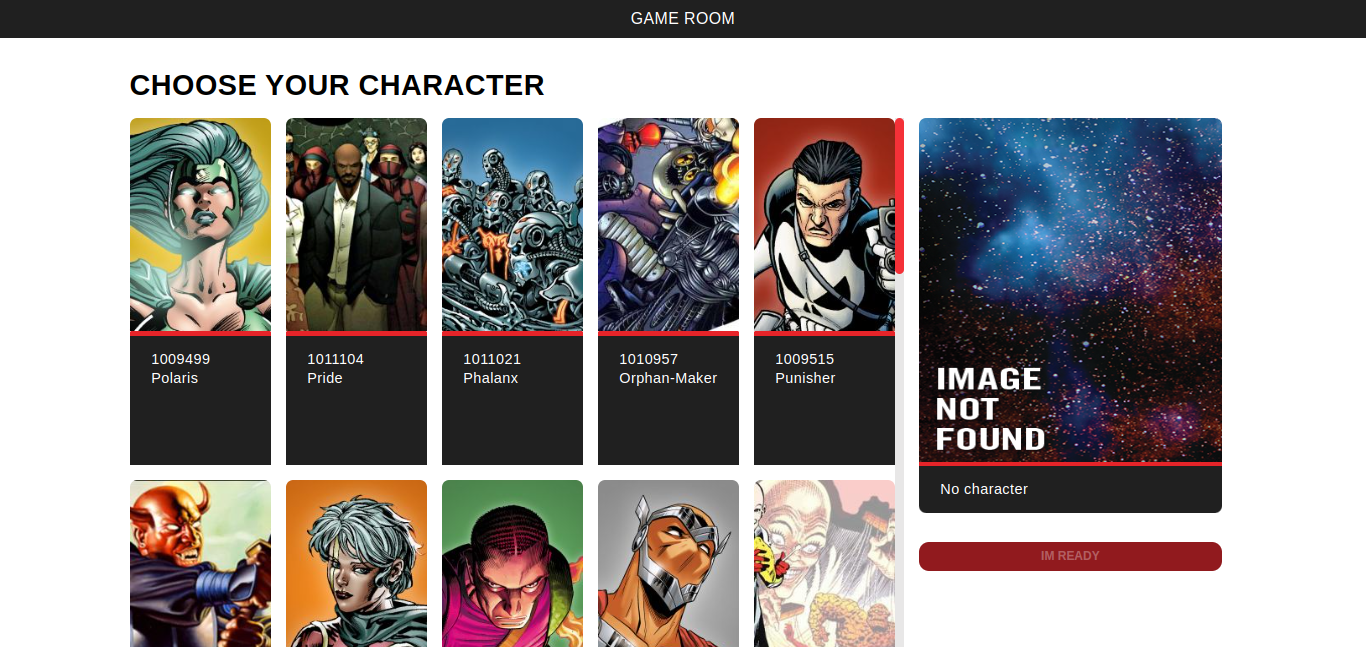 GAME ROOM
CHOOSE YOUR CHARACTER
1009499
Polaris
1011104
Pride
1011021
Phalanx
1010957
Orphan-Maker
1009515
Punisher
IMAGE
NOT
FOUND
No character
IM READY